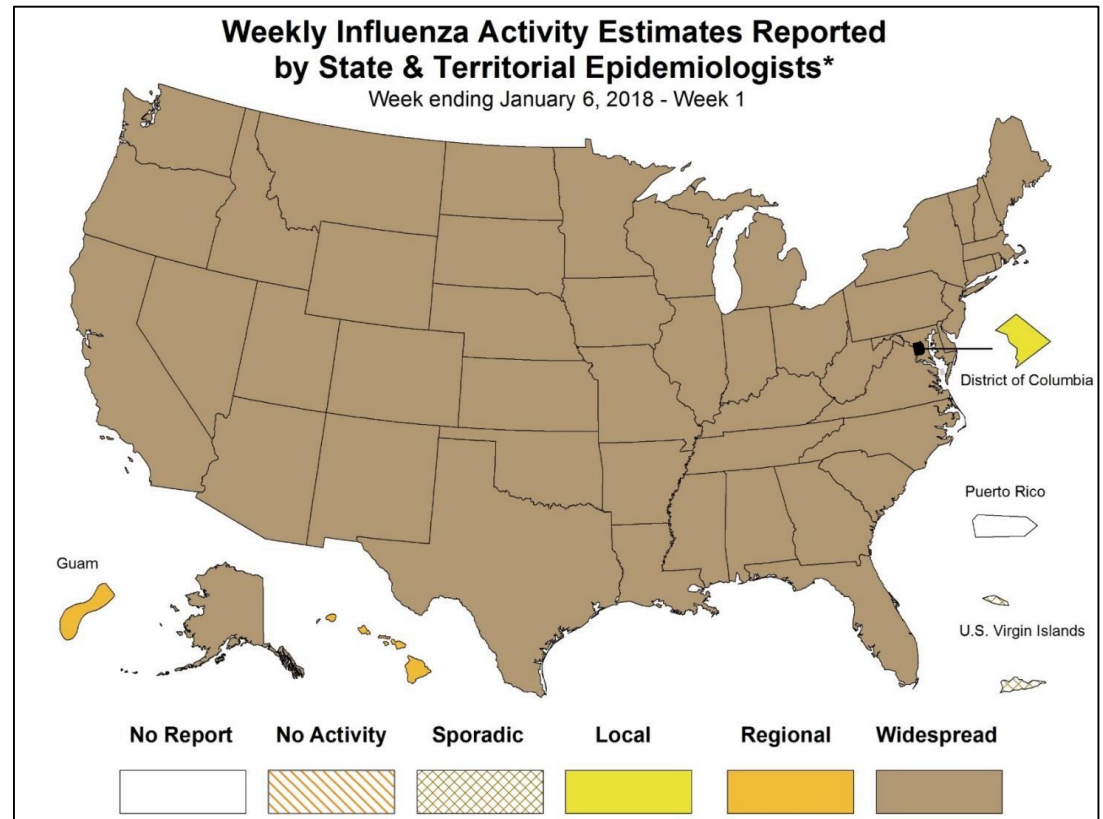 Weekly Influenza Activity Estimates Reported
by State & Territorial Epidemiologists*
Week ending January 6, 2018 - Week 1
District of Columbia
Puerto Rico
Guam
U.S. Virgin Islands
No Report
No Activity
Sporadic
Local
Regional
Widespread